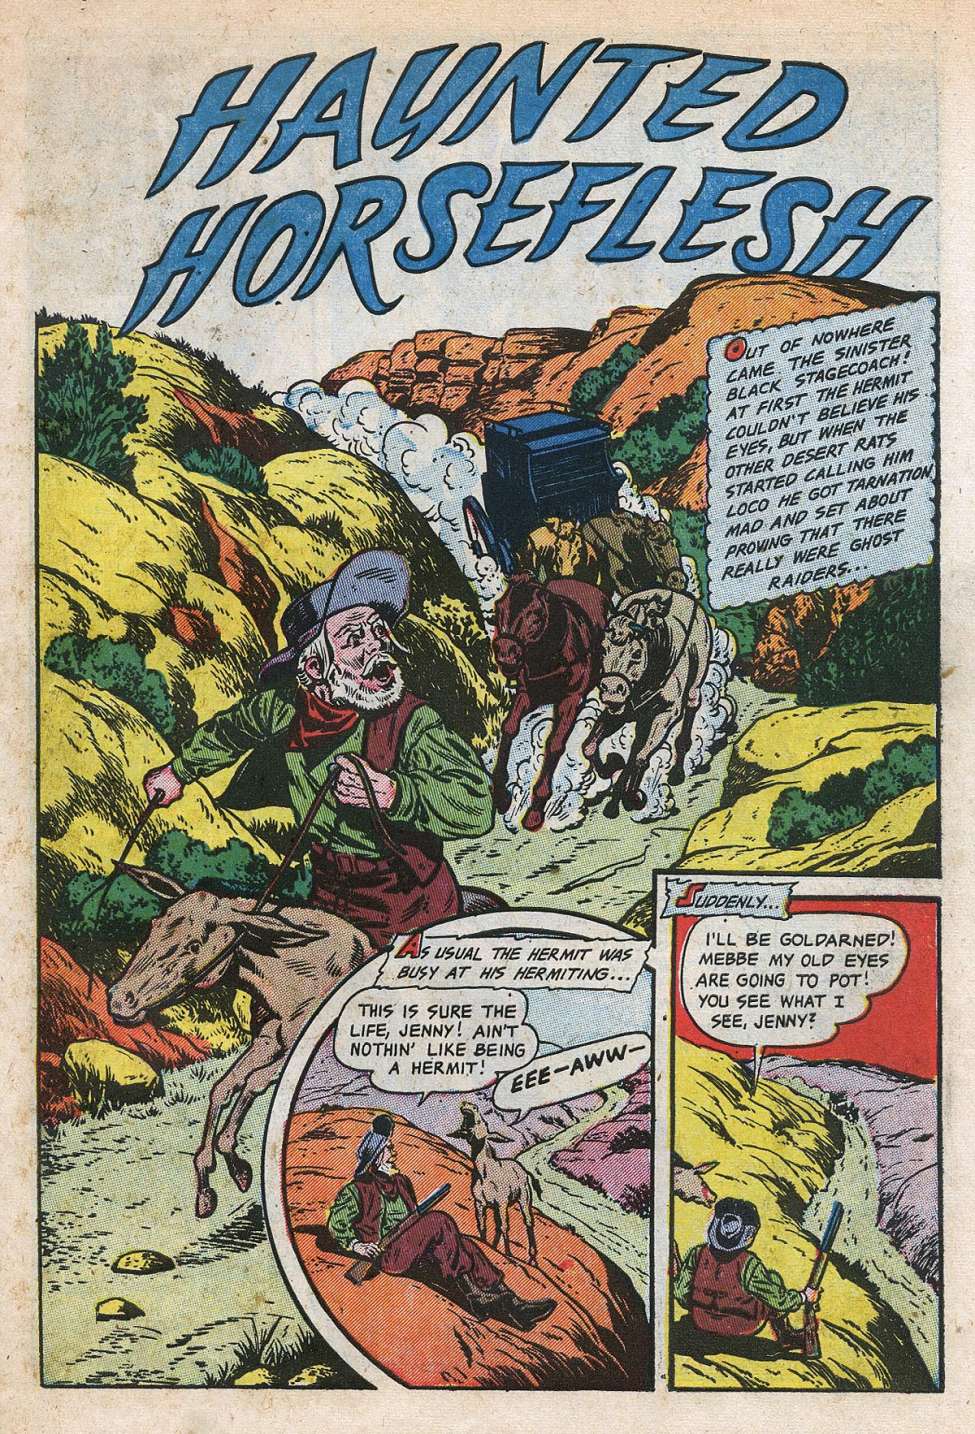 HAUNTED
HORSEFLESH
OUT OF NOWHERE
CAME THE SINISTER
BLACK STAGECOACH!
AT FIRST THE HERMIT
COULDN'T BELIEVE HIS
EYES, BUT WHEN THE
OTHER DESERT RATS
STARTED CALLING HIM
LOCO HE GOT TARNATION
MAD AND SET ABOUT
PROVING THAT THERE
REALLY WERE GHOST
RAIDERS...
AS USUAL THE HERMIT WAS
BUSY AT HIS HERMITING...
THIS IS SURE THE
LIFE, JENNY! AIN'T
NOTHIN' LIKE BEING
A HERMIT!
EEE-AWW-
SUDDENLY...
I'LL BE GOLDARNED!
MEBBE MY OLD EYES
ARE GOING TO POT!
YOU SEE WHAT I
SEE, JENNY?